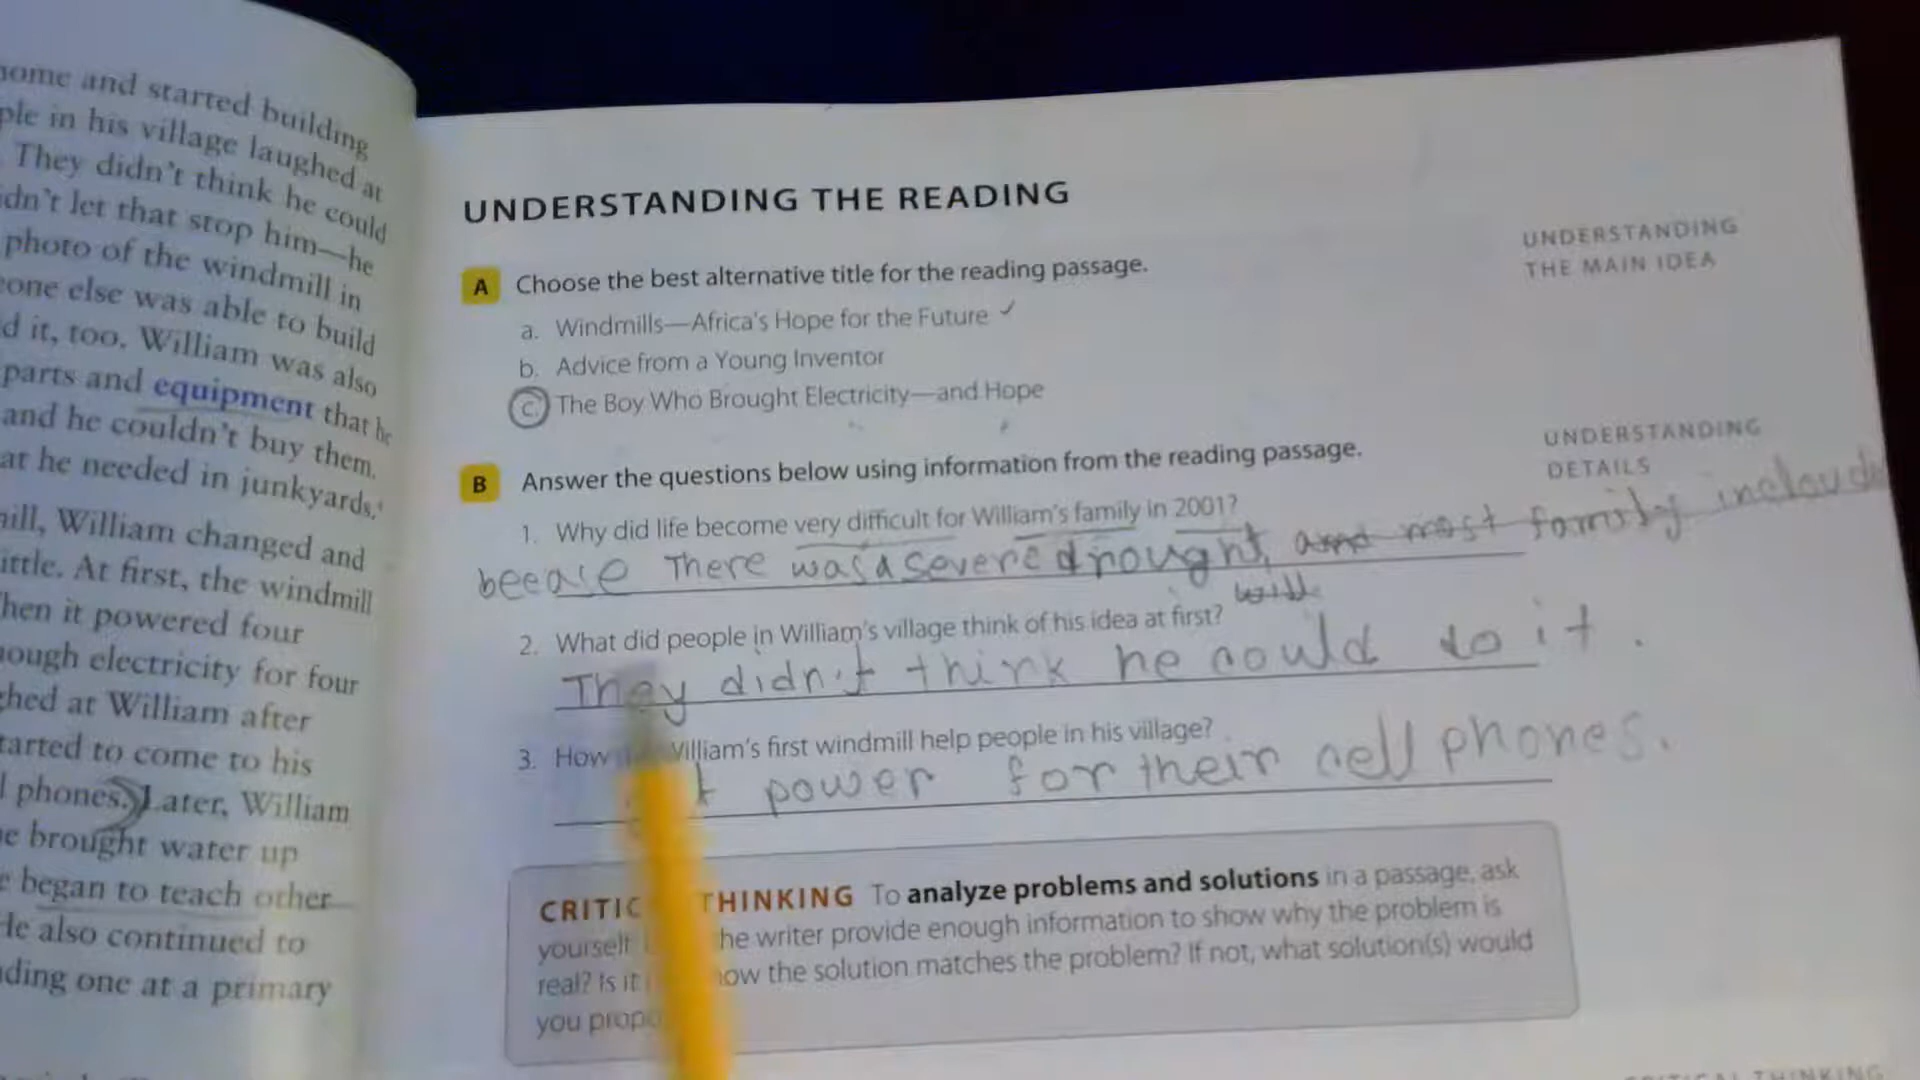 ome and started building
ple in his village laughed at
They didn't think he could
dn't let that stop him—he
photo of the windmill in
one else was able to build
d it, too. William was also
parts and equipment that he
and he couldn't buy them.
at he needed in junkyards.¹
nill, William changed and
ittle. At first, the windmill
hen it powered four
ough electricity for four
hed at William after
tarted to come to his
l phones. Later, William
e brought water up
e began to teach other
He also continued to
ding one at a primary
UNDERSTANDING THE READING
UNDERSTANDING
THE MAIN IDEA
A Choose the best alternative title for the reading passage.
a. Windmills—Africa's Hope for the Future ✓
b. Advice from a Young Inventor
c. The Boy Who Brought Electricity—and Hope
UNDERSTANDING
DETAILS
B Answer the questions below using information from the reading passage.
1. Why did life become very difficult for William's family in 2001?
There was a severe drought, and most family
will
2. What did people in William's village think of his idea at first?
They didn't think he could do it.
3. How William's first windmill help people in his village?
power for their cell phones.
CRITIC THINKING To analyze problems and solutions in a passage, ask
yourself: he writer provide enough information to show why the problem is
real? Is it how the solution matches the problem? If not, what solution(s) would
you propo
CRITICAL THINKING